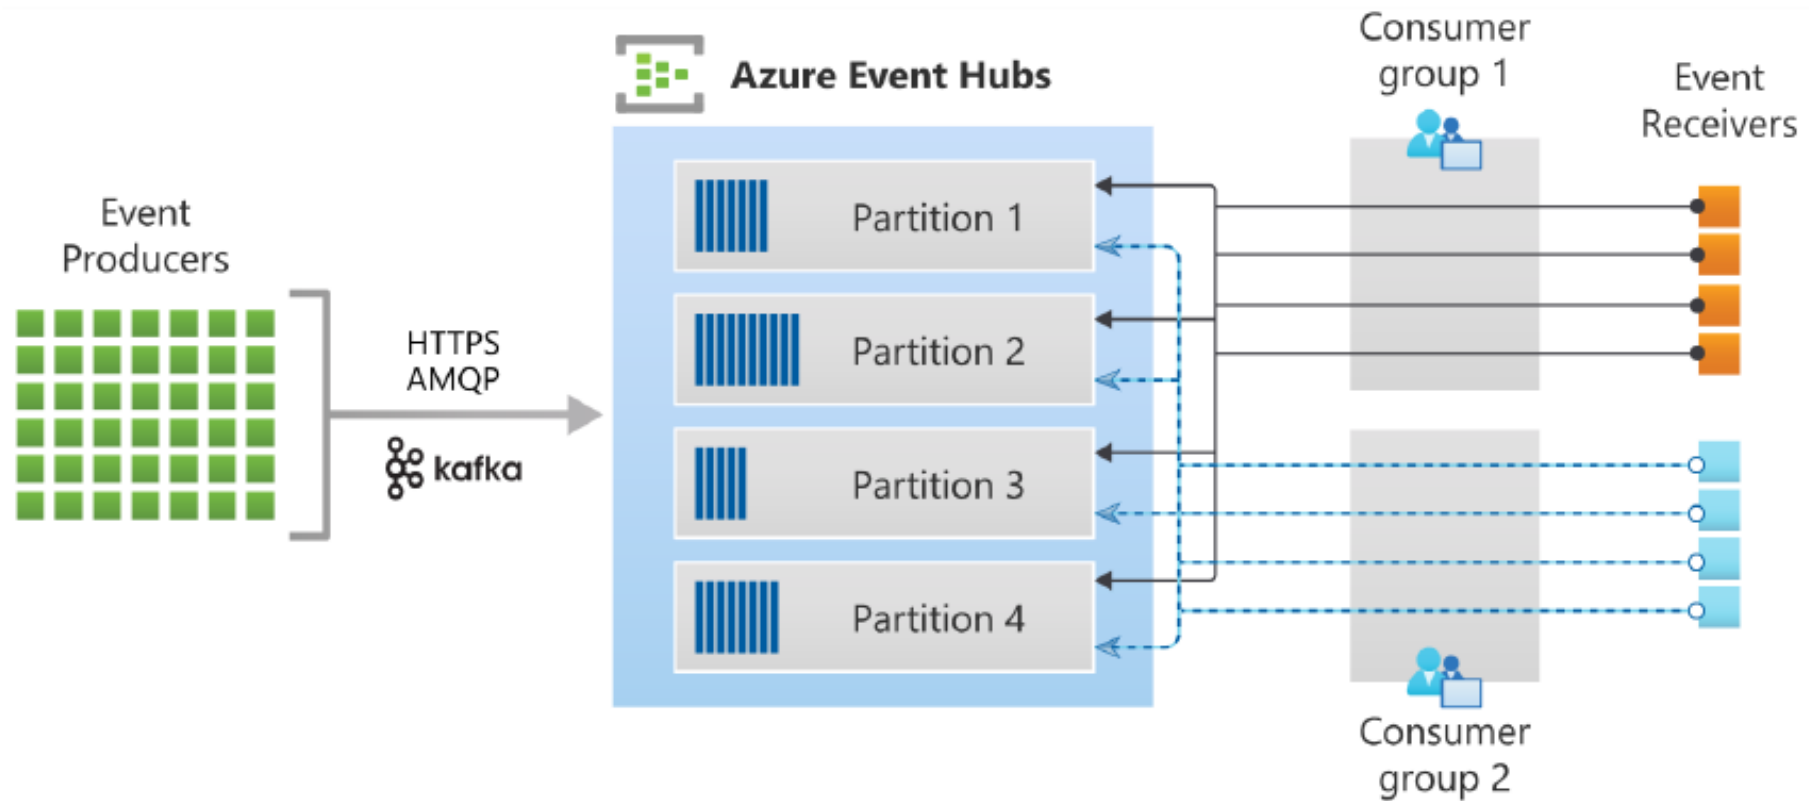 Event
Producers
HTTPS
AMQP
kafka
Azure Event Hubs
Partition 1
Partition 2
Partition 3
Partition 4
Consumer
group 1
Event
Receivers
Consumer
group 2